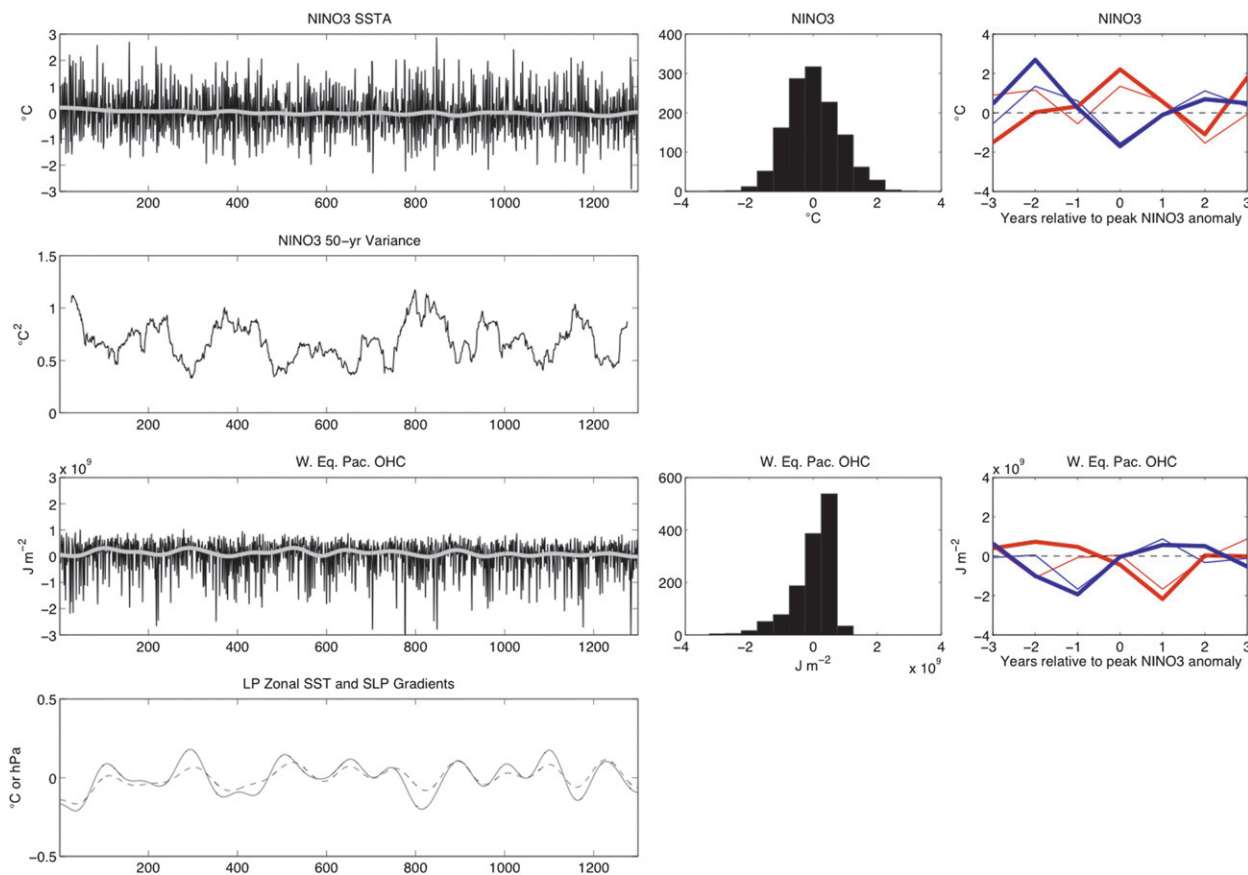 NINO3 SSTA
°C
3
2
1
0
−1
−2
−3
200 400 600 800 1000 1200
NINO3
400
300
200
100
0
−4 −2 0 2 4
°C
NINO3
°C
4
2
0
−2
−4
−3 −2 −1 0 1 2 3
Years relative to peak NINO3 anomaly
NINO3 50−yr Variance
°C²
1.5
1
0.5
0
200 400 600 800 1000 1200
W. Eq. Pac. OHC
x 10⁹
J m⁻²
3
2
1
0
−1
−2
−3
200 400 600 800 1000 1200
W. Eq. Pac. OHC
600
400
200
0
−4 −2 0 2 4
J m⁻²
x 10⁹
W. Eq. Pac. OHC
x 10⁹
J m⁻²
4
2
0
−2
−4
−3 −2 −1 0 1 2 3
Years relative to peak NINO3 anomaly
LP Zonal SST and SLP Gradients
°C or hPa
0.5
0
−0.5
200 400 600 800 1000 1200